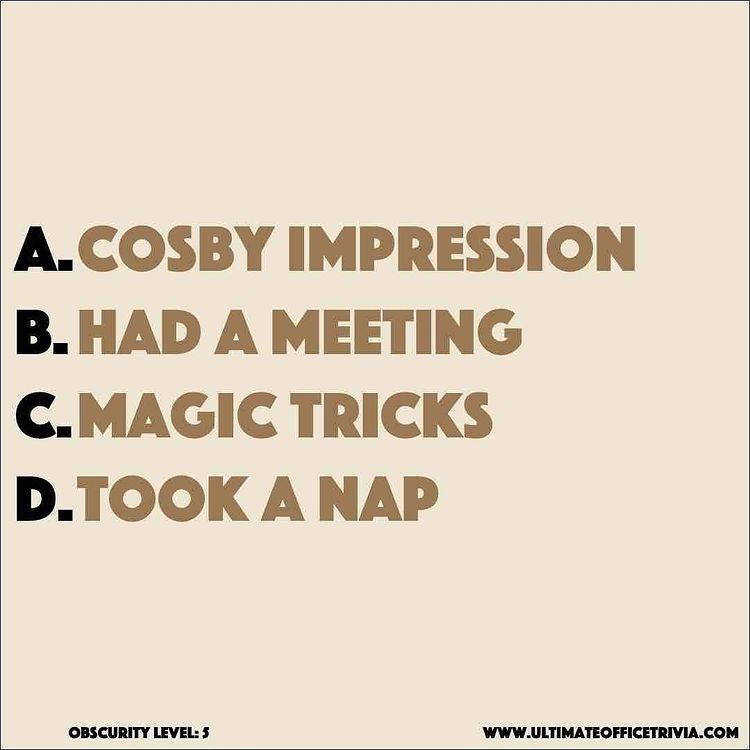 A. COSBY IMPRESSION
B. HAD A MEETING
C. MAGIC TRICKS
D. TOOK A NAP
OBSCURITY LEVEL: 5
WWW.ULTIMATEOFFICETRIVIA.COM